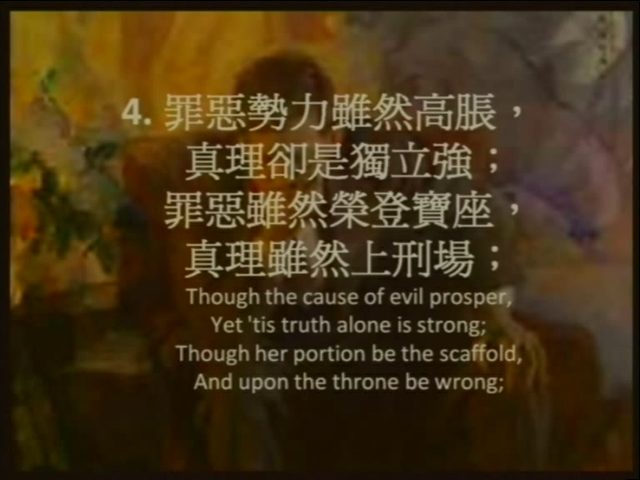 4. 罪惡勢力雖然高脹，
真理卻是獨立強；
罪惡雖然榮登寶座，
真理雖然上刑場；
Though the cause of evil prosper,
Yet 'tis truth alone is strong;
Though her portion be the scaffold,
And upon the throne be wrong;